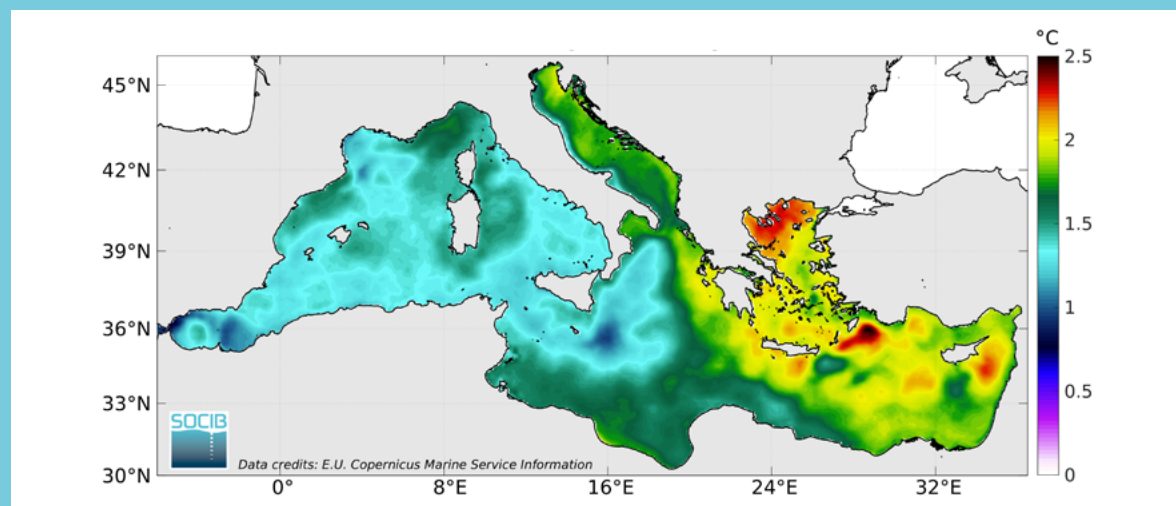 °C
2.5
45°N
2
42°N
1.5
39°N
1
36°N
0.5
33°N
SOCIB
Data credits: E.U. Copernicus Marine Service Information
30°N
0
0°
8°E
16°E
24°E
32°E